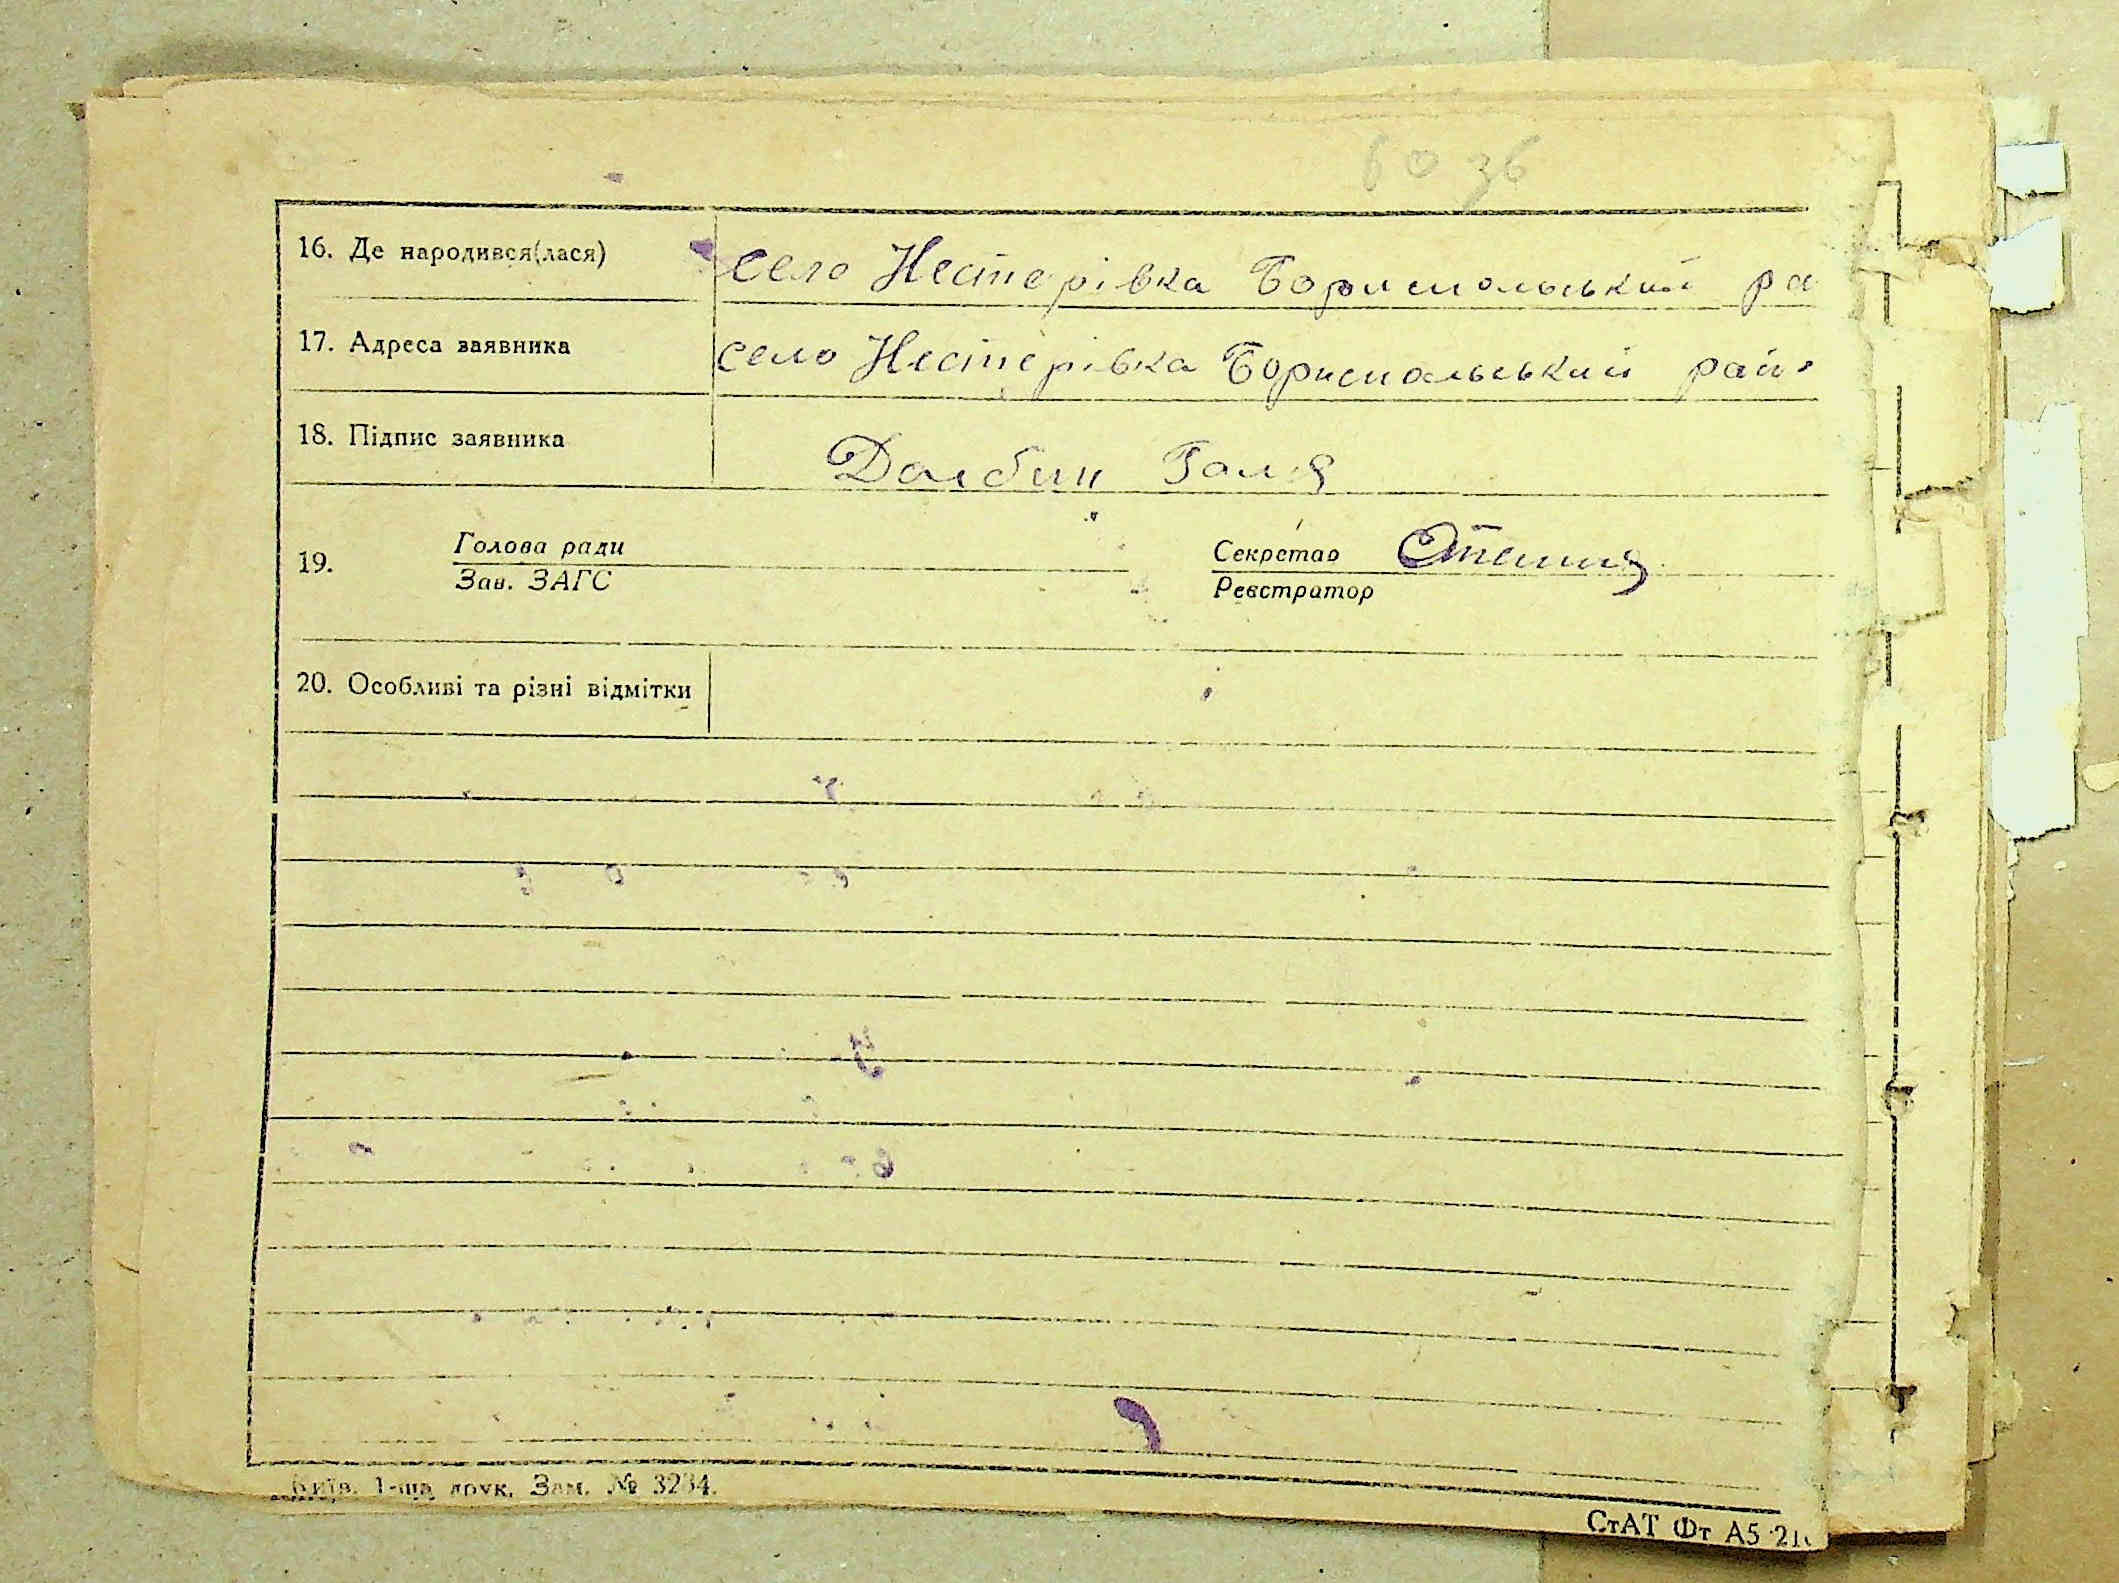 6036
16. Де народився(лася) село Нестерівка Бориспольський ра
17. Адреса заявника село Нестерівка Бориспольський рай
18. Підпис заявника Долбин Галя
19. Голова ради Секретар
Зав. ЗАГС Реєстратор
20. Особливі та різні відмітки
Київ. 1-ша друк. Зам. № 3234.
СтАТ Фт А5 21